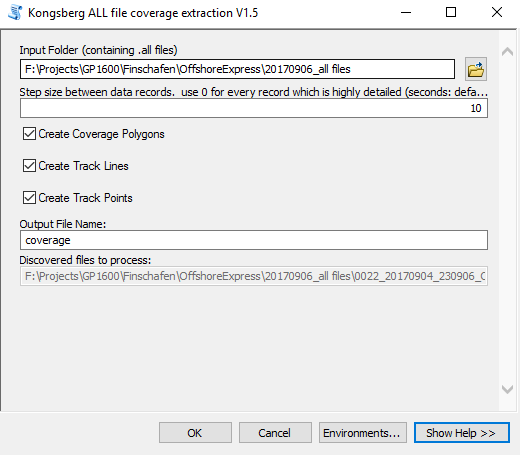 Kongsberg ALL file coverage extraction V1.5
Input Folder (containing .all files)
F:\Projects\GP1600\Finschafen\OffshoreExpress\20170906_all files
Step size between data records.  use 0 for every record which is highly detailed (seconds: defa...
10
Create Coverage Polygons
Create Track Lines
Create Track Points
Output File Name:
coverage
Discovered files to process:
F:\Projects\GP1600\Finschafen\OffshoreExpress\20170906_all files\0022_20170904_230906_
OK
Cancel
Environments...
Show Help >>